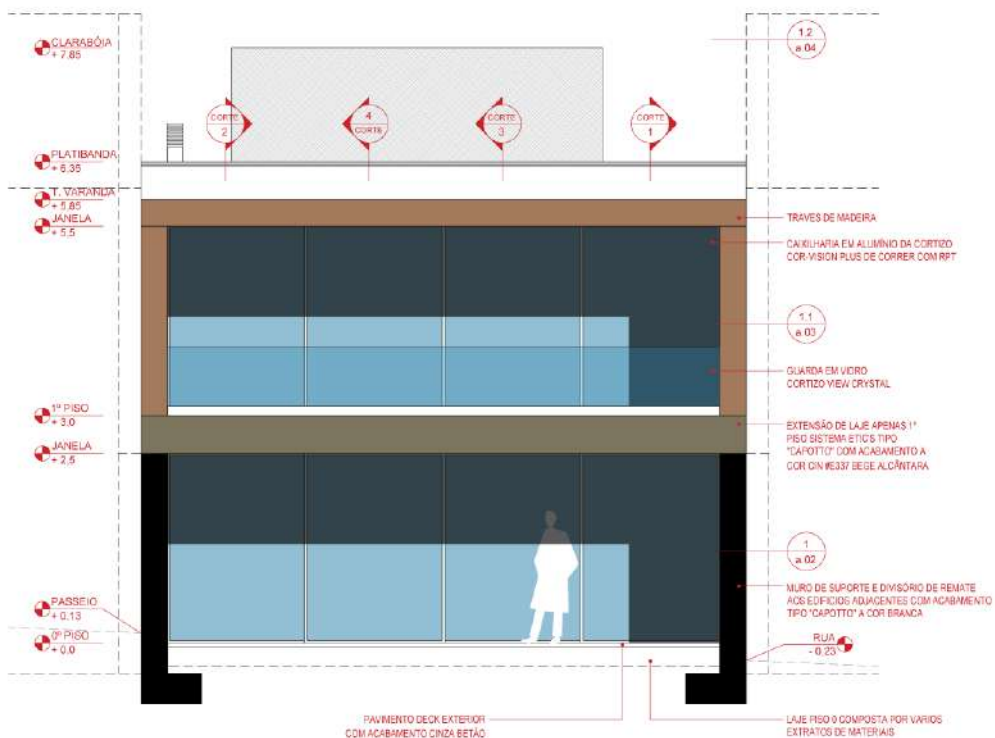 CLARABÓIA
+ 7,85
1.2
a.04
CORTE
2
4
CORTE
CORTE
3
CORTE
1
PLATIBANDA
+ 6,35
T. VARANDA
+ 5,85
JANELA
+ 5,5
TRAVES DE MADEIRA
CAIXILHARIA EM ALUMÍNIO DA CORTIZO
COR-VISION PLUS DE CORRER COM RPT
1.1
a.03
GUARDA EM VIDRO
CORTIZO VIEW CRYSTAL
1º PISO
+ 3,0
EXTENSÃO DE LAJE APENAS 1º
PISO SISTEMA ETIC'S TIPO
"CAPOTTO" COM ACABAMENTO A
COR CIN #E337 BEGE ALCÂNTARA
JANELA
+ 2,5
1
a.02
MURO DE SUPORTE E DIVISÓRIO DE REMATE
AOS EDIFICIOS ADJACENTES COM ACABAMENTO
TIPO "CAPOTTO" A COR BRANCA
PASSEIO
+ 0.13
0º PISO
+ 0.0
RUA
- 0,23
PAVIMENTO DECK EXTERIOR
COM ACABAMENTO CINZA BETÃO
LAJE PISO 0 COMPOSTA POR VARIOS
EXTRATOS DE MATERIAIS